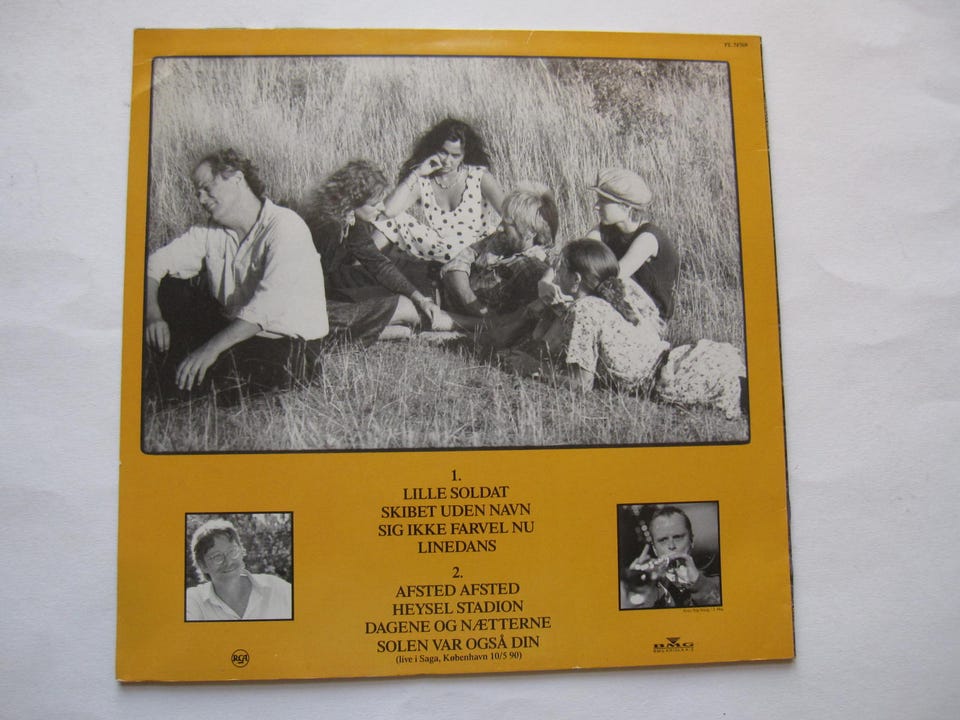 1.
LILLE SOLDAT
SKIBET UDEN NAVN
SIG IKKE FARVEL NU
LINEDANS
2.
AFSTED AFSTED
HEYSEL STADION
DAGENE OG NÆTTERNE
SOLEN VAR OGSÅ DIN
(live i Saga, København 10/5 90)
RCA
BMG